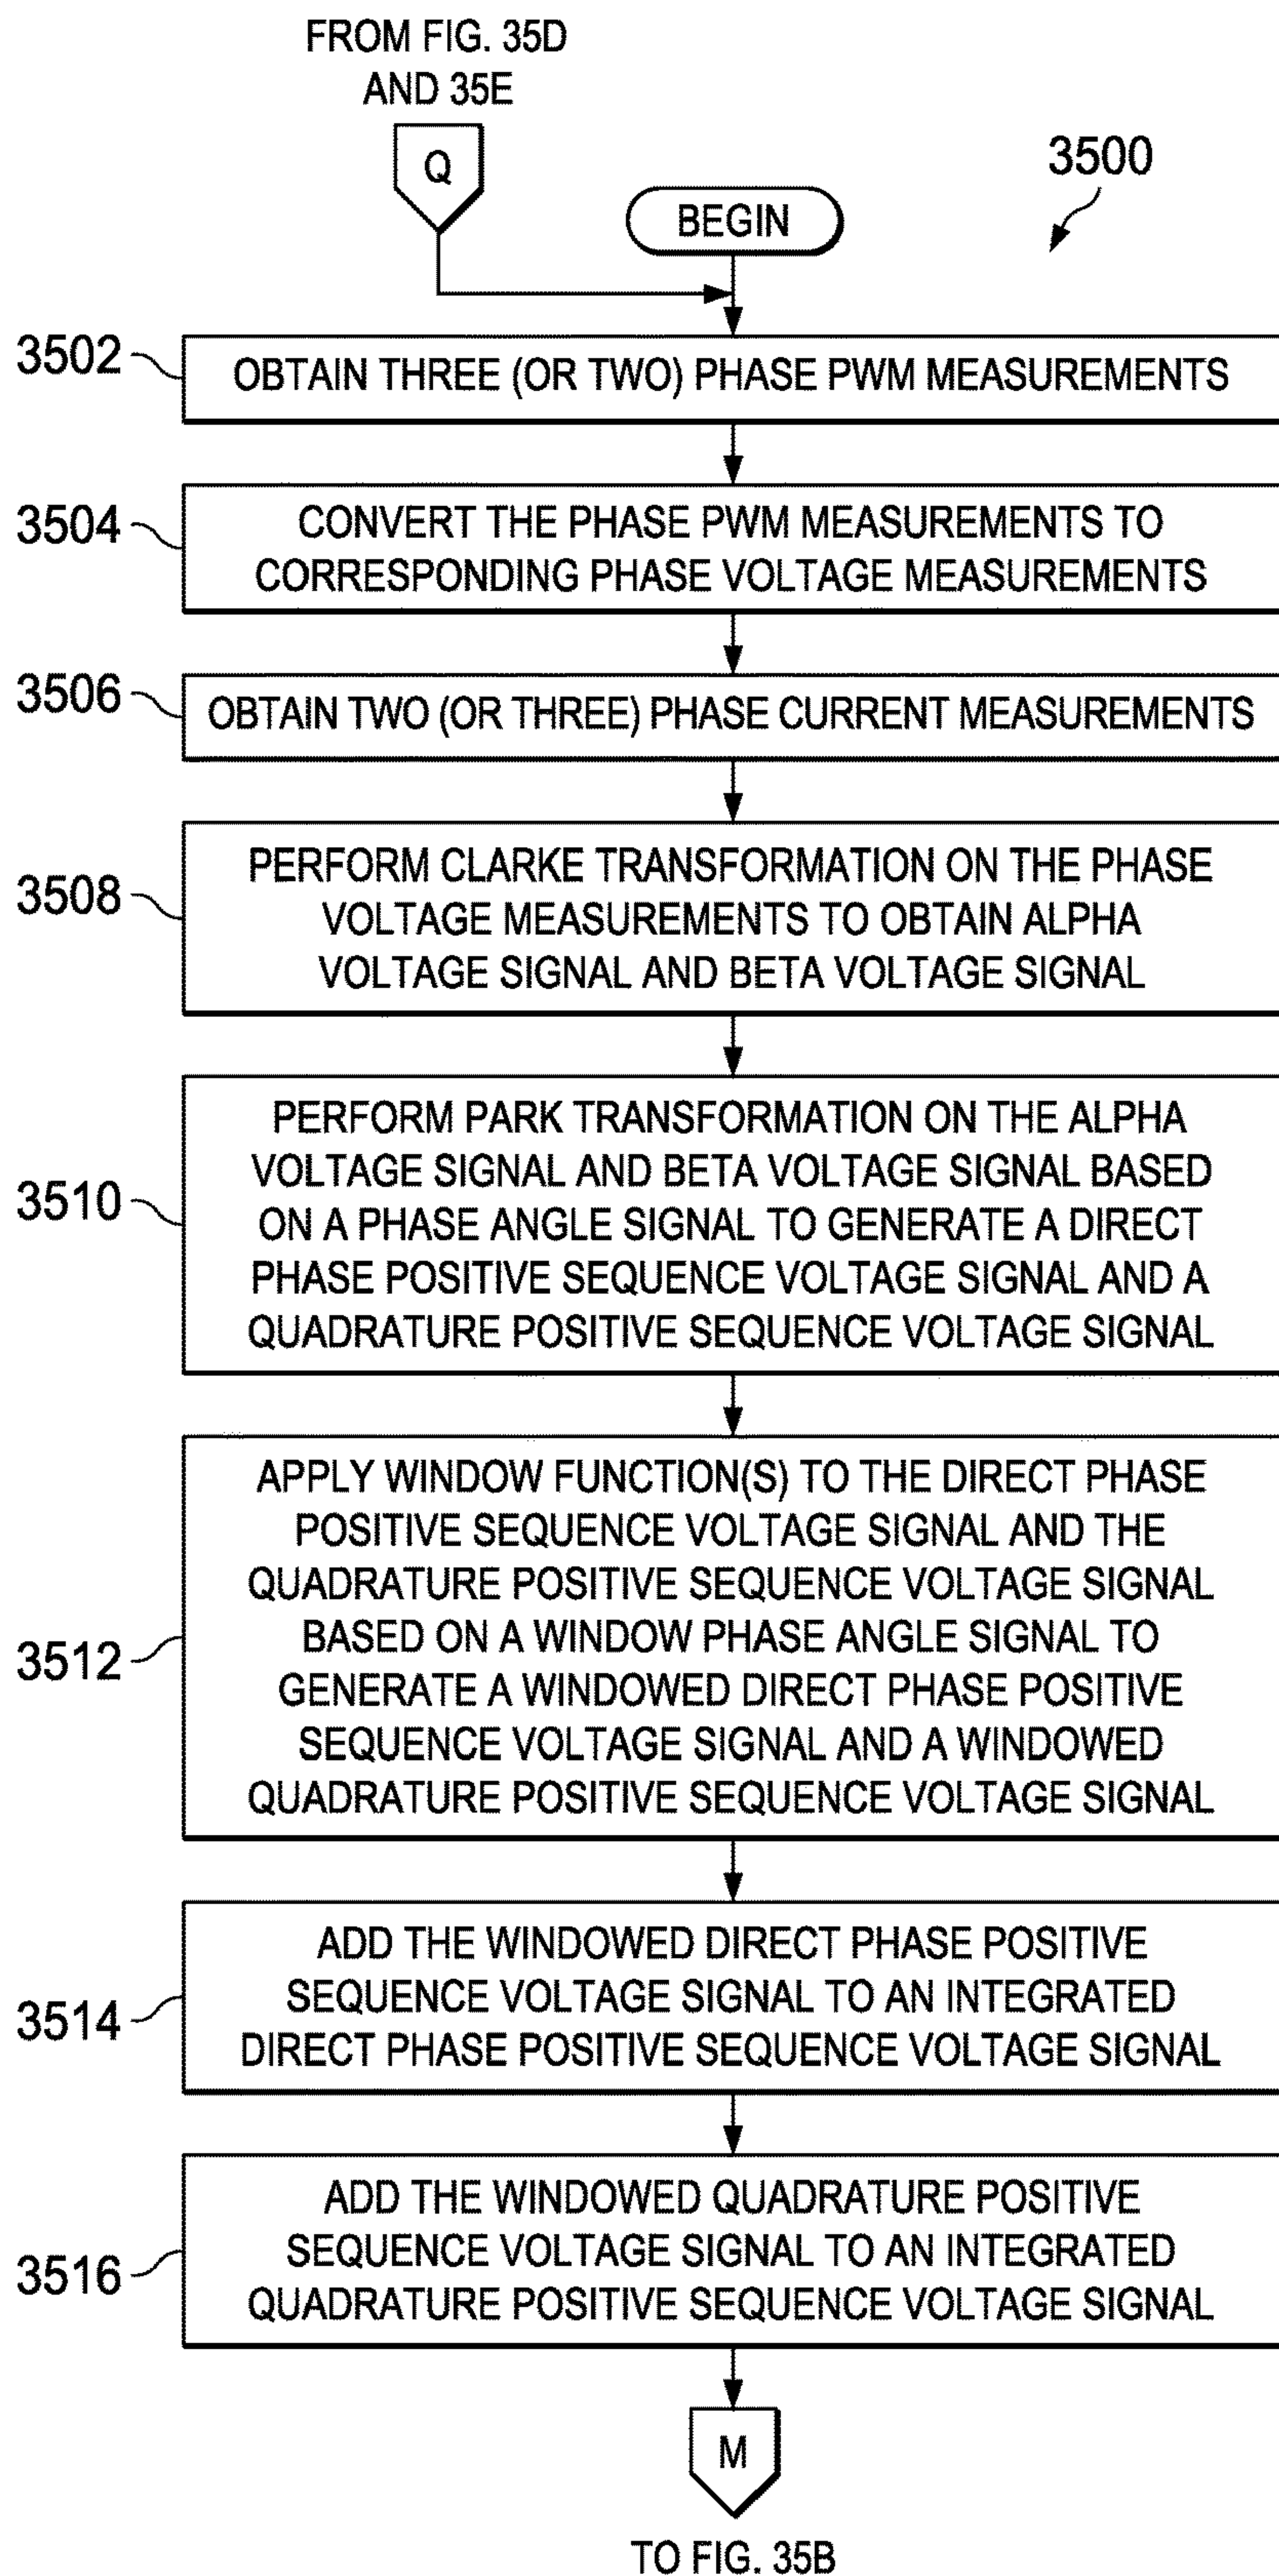 FROM FIG. 35D
AND 35E
Q
3500
BEGIN
3502
OBTAIN THREE (OR TWO) PHASE PWM MEASUREMENTS
3504
CONVERT THE PHASE PWM MEASUREMENTS TO
CORRESPONDING PHASE VOLTAGE MEASUREMENTS
3506
OBTAIN TWO (OR THREE) PHASE CURRENT MEASUREMENTS
3508
PERFORM CLARKE TRANSFORMATION ON THE PHASE
VOLTAGE MEASUREMENTS TO OBTAIN ALPHA
VOLTAGE SIGNAL AND BETA VOLTAGE SIGNAL
3510
PERFORM PARK TRANSFORMATION ON THE ALPHA
VOLTAGE SIGNAL AND BETA VOLTAGE SIGNAL BASED
ON A PHASE ANGLE SIGNAL TO GENERATE A DIRECT
PHASE POSITIVE SEQUENCE VOLTAGE SIGNAL AND A
QUADRATURE POSITIVE SEQUENCE VOLTAGE SIGNAL
3512
APPLY WINDOW FUNCTION(S) TO THE DIRECT PHASE
POSITIVE SEQUENCE VOLTAGE SIGNAL AND THE
QUADRATURE POSITIVE SEQUENCE VOLTAGE SIGNAL
BASED ON A WINDOW PHASE ANGLE SIGNAL TO
GENERATE A WINDOWED DIRECT PHASE POSITIVE
SEQUENCE VOLTAGE SIGNAL AND A WINDOWED
QUADRATURE POSITIVE SEQUENCE VOLTAGE SIGNAL
3514
ADD THE WINDOWED DIRECT PHASE POSITIVE
SEQUENCE VOLTAGE SIGNAL TO AN INTEGRATED
DIRECT PHASE POSITIVE SEQUENCE VOLTAGE SIGNAL
3516
ADD THE WINDOWED QUADRATURE POSITIVE
SEQUENCE VOLTAGE SIGNAL TO AN INTEGRATED
QUADRATURE POSITIVE SEQUENCE VOLTAGE SIGNAL
M
TO FIG. 35B